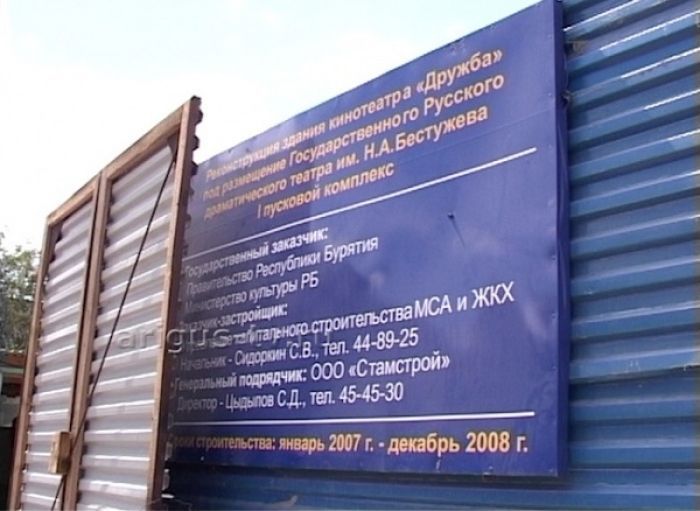 Реконструкция здания кинотеатра «Дружба»
под размещение Государственного Русского
драматического театра им. Н.А.Бестужева
I пусковой комплекс
Государственный заказчик:
Правительство Республики Бурятия
Министерство культуры РБ
строительства МСА и ЖКХ
Начальник - Сидоркин С.В., тел. 44-89-25
Генеральный подрядчик: ООО «Стамстрой»
Директор - Цыдыпов С.Д., тел. 45-45-30
строительства: январь 2007 г. - декабрь 2008 г.